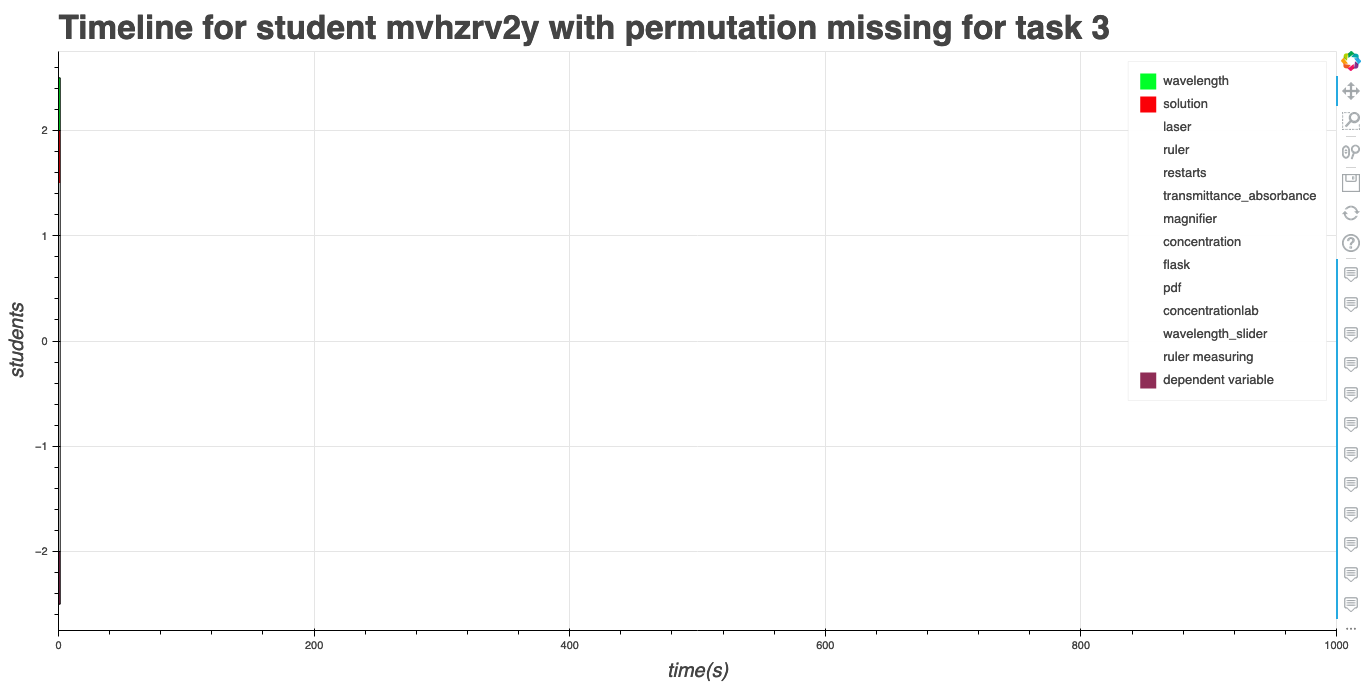 Timeline for student mvhzrv2y with permutation missing for task 3
wavelength
solution
laser
ruler
restarts
transmittance_absorbance
magnifier
concentration
flask
pdf
concentrationlab
wavelength_slider
ruler measuring
dependent variable
students
2
1
0
−1
−2
0 200 400 600 800 1000
time(s)